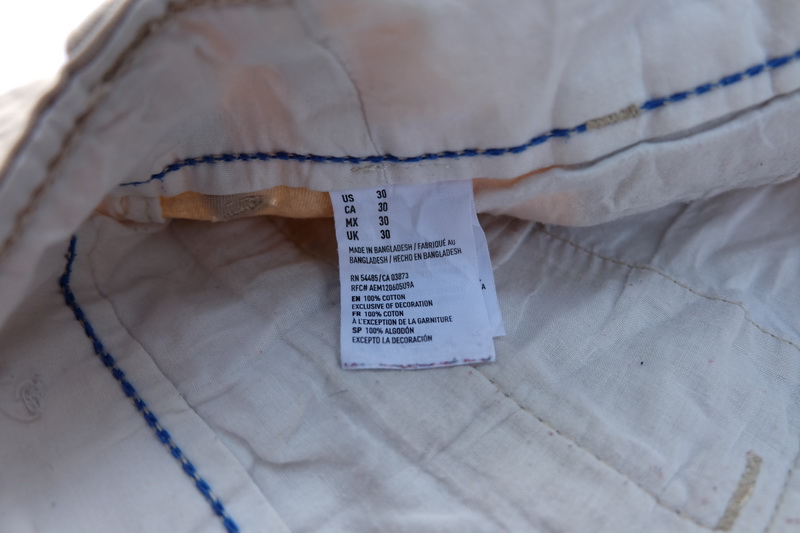 US 30
CA 30
MX 30
UK 30
MADE IN BANGLADESH / FABRIQUÉ AU
BANGLADESH / HECHO EN BANGLADESH
RN 54485/CA 03873
RFC# AEM120605U9A
EN 100% COTTON
EXCLUSIVE OF DECORATION
FR 100% COTON
À L'EXCEPTION DE LA GARNITURE
SP 100% ALGODÓN
EXCEPTO LA DECORACIÓN